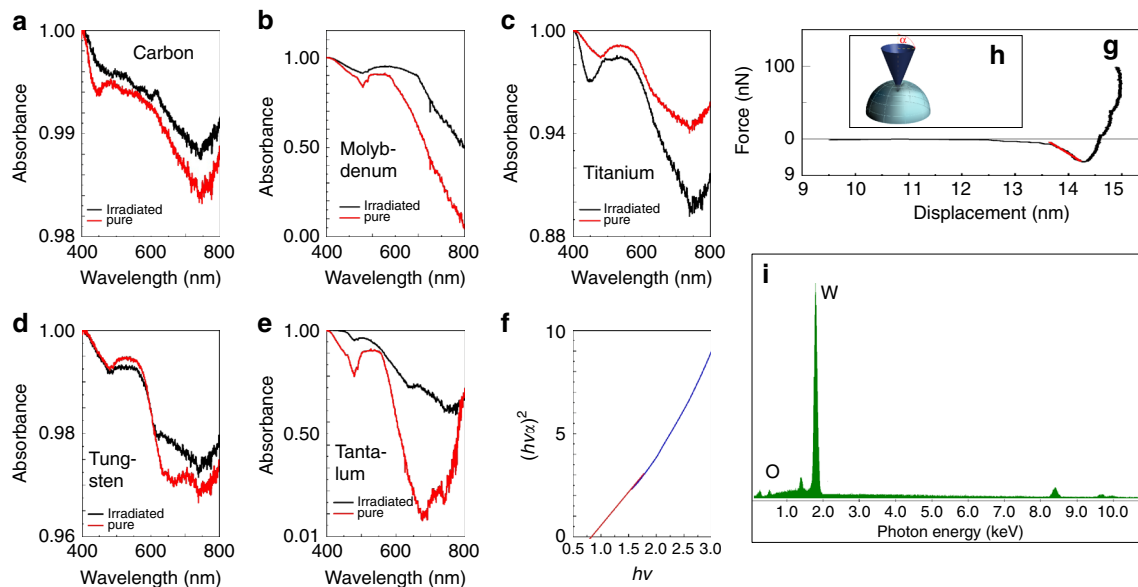 a
1.00
0.99
0.98
Absorbance
Carbon
Irradiated
pure
400 600 800
Wavelength (nm)
b
1.00
0.50
0.00
Absorbance
Molyb-
denum
Irradiated
pure
400 600 800
Wavelength (nm)
c
1.00
0.94
0.88
Absorbance
Titanium
Irradiated
pure
400 600 800
Wavelength (nm)
h
α
g
100
0
9
Force (nN)
9 10 11 12 13 14 15
Displacement (nm)
d
1.00
0.98
0.96
Absorbance
Tung-
sten
Irradiated
pure
400 600 800
Wavelength (nm)
e
1.00
0.50
0.01
Absorbance
Tanta-
lum
Irradiated
pure
400 600 800
Wavelength (nm)
f
10
5
0
(hvα)²
0.5 1.0 1.5 2.0 2.5 3.0
hv
i
W
O
1.0 2.0 3.0 4.0 5.0 6.0 7.0 8.0 9.0 10.0
Photon energy (keV)